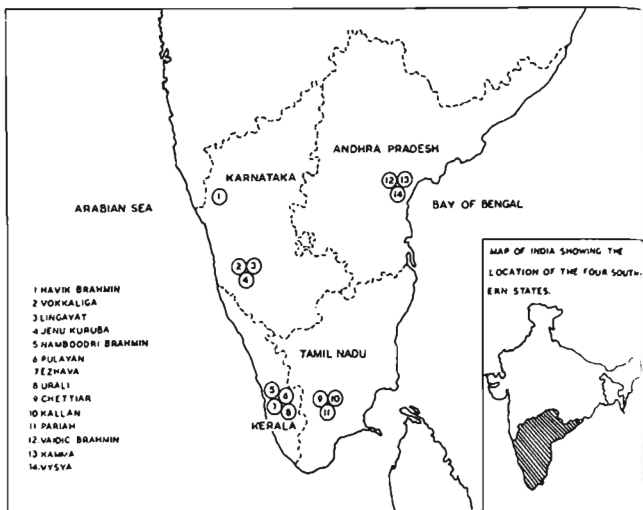 KARNATAKA
ANDHRA PRADESH
12 13
14
1
ARABIAN SEA
BAY OF BENGAL
2 3
4
MAP OF INDIA SHOWING THE
LOCATION OF THE FOUR SOUTH-
ERN STATES.
1 HAVIK BRAHMIN
2 VOKKALIGA
3 LINGAYAT
4 JENU KURUBA
5 NAMBOODRI BRAHMIN
6 PULAYAN
7 EZHAVA
8 URALI
9 CHETTIAR
10 KALLAN
11 PARIAH
12 VAIDIC BRAHMIN
13 KAMMA
14 VYSYA
TAMIL NADU
5 6
7 8
9 10
11
KERALA